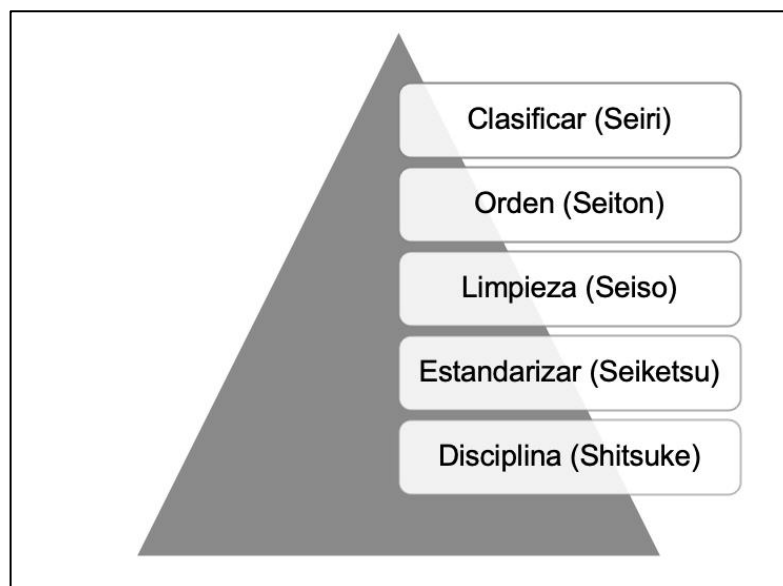 Clasificar (Seiri)
Orden (Seiton)
Limpieza (Seiso)
Estandarizar (Seiketsu)
Disciplina (Shitsuke)